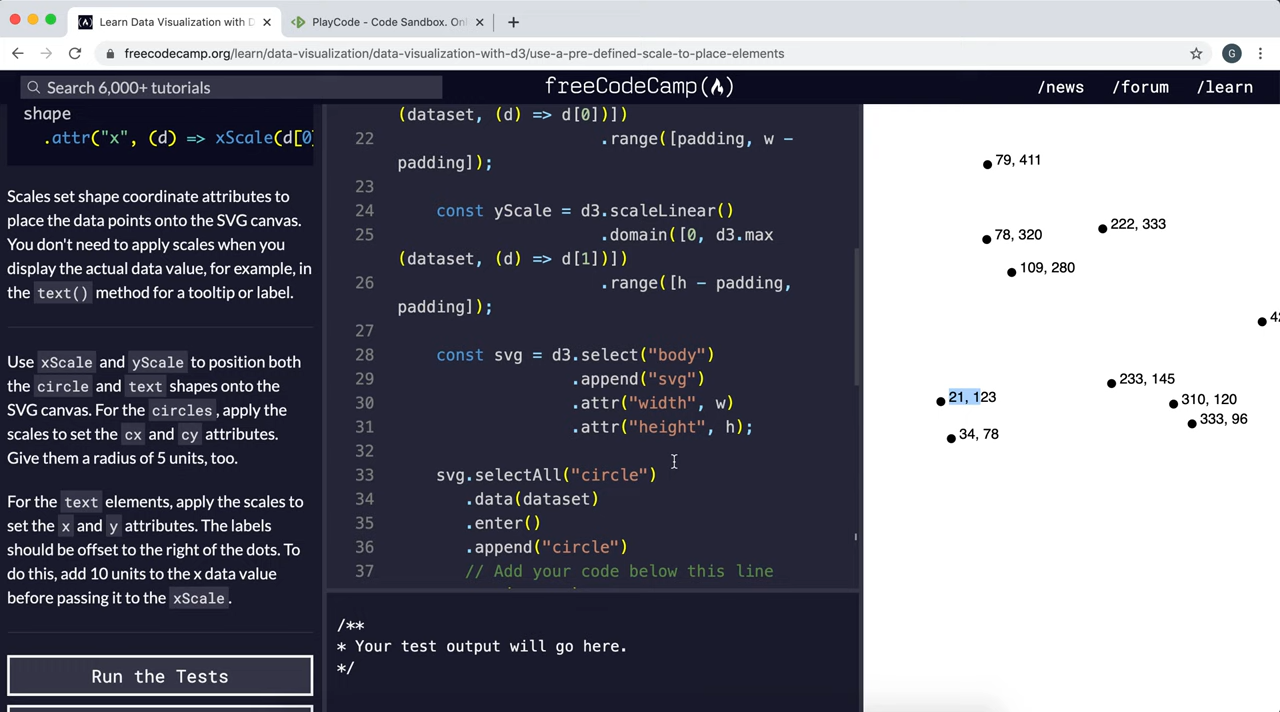 Learn Data Visualization with D
PlayCode - Code Sandbox. On
freecodecamp.org/learn/data-visualization/data-visualization-with-d3/use-a-pre-defined-scale-to-place-elements
G
Search 6,000+ tutorials
freeCodeCamp
/news
/forum
/learn
shape
.attr("x", (d) => xScale(d[0]
Scales set shape coordinate attributes to
place the data points onto the SVG canvas.
You don't need to apply scales when you
display the actual data value, for example, in
the text() method for a tooltip or label.
Use xScale and yScale to position both
the circle and text shapes onto the
SVG canvas. For the circles, apply the
scales to set the cx and cy attributes.
Give them a radius of 5 units, too.
For the text elements, apply the scales to
set the x and y attributes. The labels
should be offset to the right of the dots. To
do this, add 10 units to the x data value
before passing it to the xScale.
Run the Tests
(dataset, (d) => d[0])])
22 .range([padding, w -
padding]);
23
24 const yScale = d3.scaleLinear()
25 .domain([0, d3.max
(dataset, (d) => d[1])])
26 .range([h - padding,
padding]);
27
28 const svg = d3.select("body")
29 .append("svg")
30 .attr("width", w)
31 .attr("height", h);
32
33 svg.selectAll("circle")
34 .data(dataset)
35 .enter()
36 .append("circle")
37 // Add your code below this line
/**
* Your test output will go here.
*/
79, 411
222, 333
78, 320
109, 280
42
233, 145
21, 123
310, 120
333, 96
34, 78